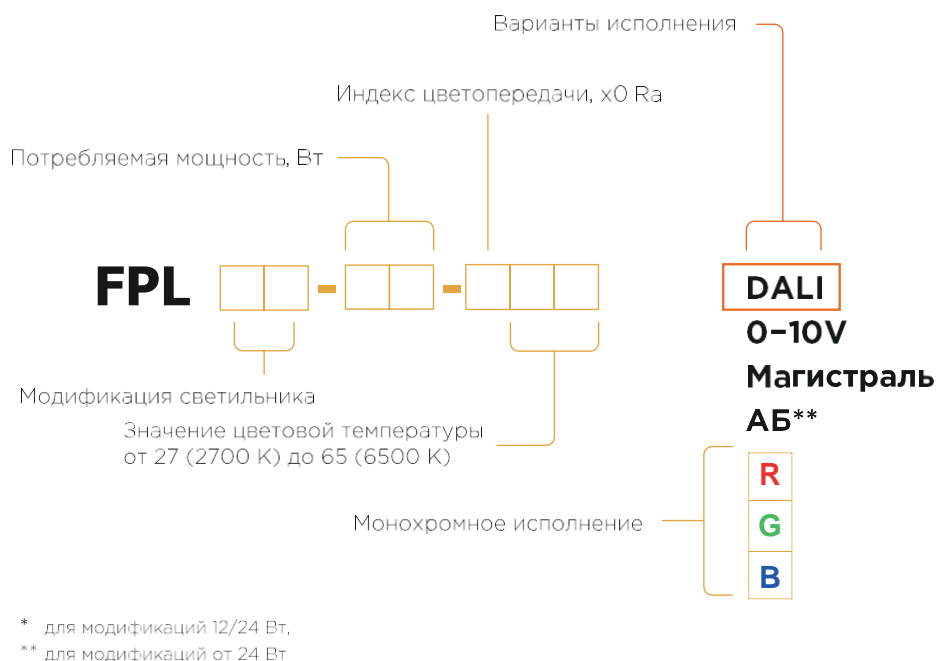 Варианты исполнения
Индекс цветопередачи, x0 Ra
Потребляемая мощность, Вт
FPL - - DALI
0-10V
Магистраль
АБ**
Модификация светильника
Значение цветовой температуры
от 27 (2700 К) до 65 (6500 К)
R
Монохромное исполнение G
B
* для модификаций 12/24 Вт,
** для модификаций от 24 Вт